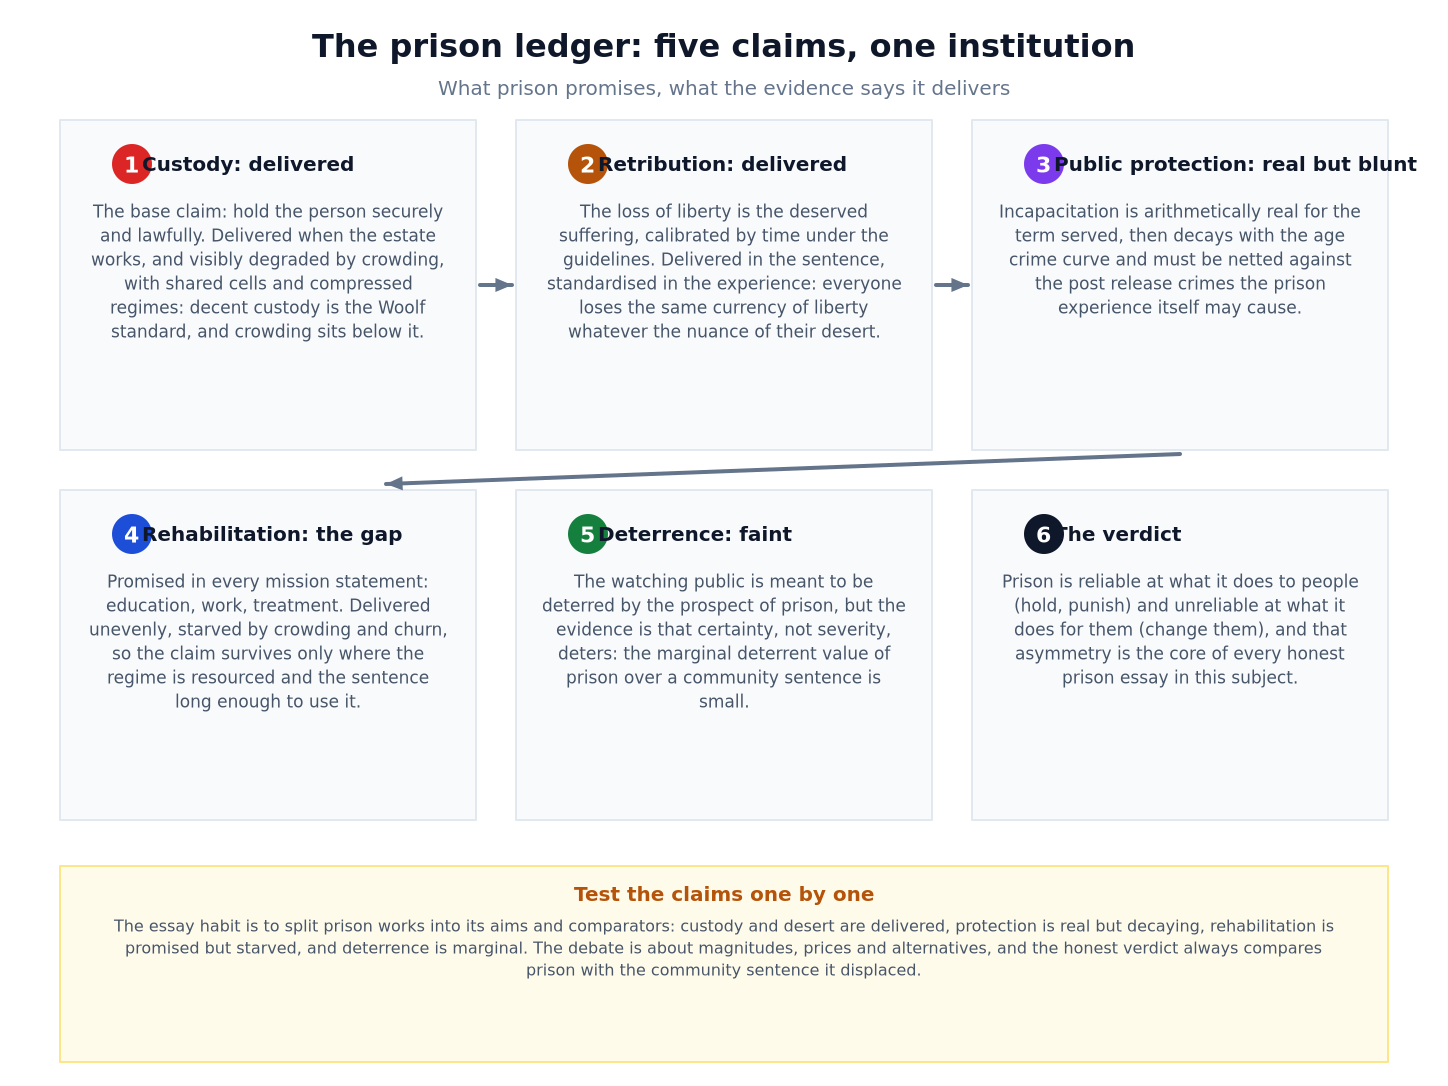 The prison ledger: five claims, one institution
What prison promises, what the evidence says it delivers
1 Custody: delivered
The base claim: hold the person securely
and lawfully. Delivered when the estate
works, and visibly degraded by crowding,
with shared cells and compressed
regimes: decent custody is the Woolf
standard, and crowding sits below it.
2 Retribution: delivered
The loss of liberty is the deserved
suffering, calibrated by time under the
guidelines. Delivered in the sentence,
standardised in the experience: everyone
loses the same currency of liberty
whatever the nuance of their desert.
3 Public protection: real but blunt
Incapacitation is arithmetically real for the
term served, then decays with the age
crime curve and must be netted against
the post release crimes the prison
experience itself may cause.
4 Rehabilitation: the gap
Promised in every mission statement:
education, work, treatment. Delivered
unevenly, starved by crowding and churn,
so the claim survives only where the
regime is resourced and the sentence
long enough to use it.
5 Deterrence: faint
The watching public is meant to be
deterred by the prospect of prison, but the
evidence is that certainty, not severity,
deters: the marginal deterrent value of
prison over a community sentence is
small.
6 The verdict
Prison is reliable at what it does to people
(hold, punish) and unreliable at what it
does for them (change them), and that
asymmetry is the core of every honest
prison essay in this subject.
Test the claims one by one
The essay habit is to split prison works into its aims and comparators: custody and desert are delivered, protection is real but decaying, rehabilitation is
promised but starved, and deterrence is marginal. The debate is about magnitudes, prices and alternatives, and the honest verdict always compares
prison with the community sentence it displaced.